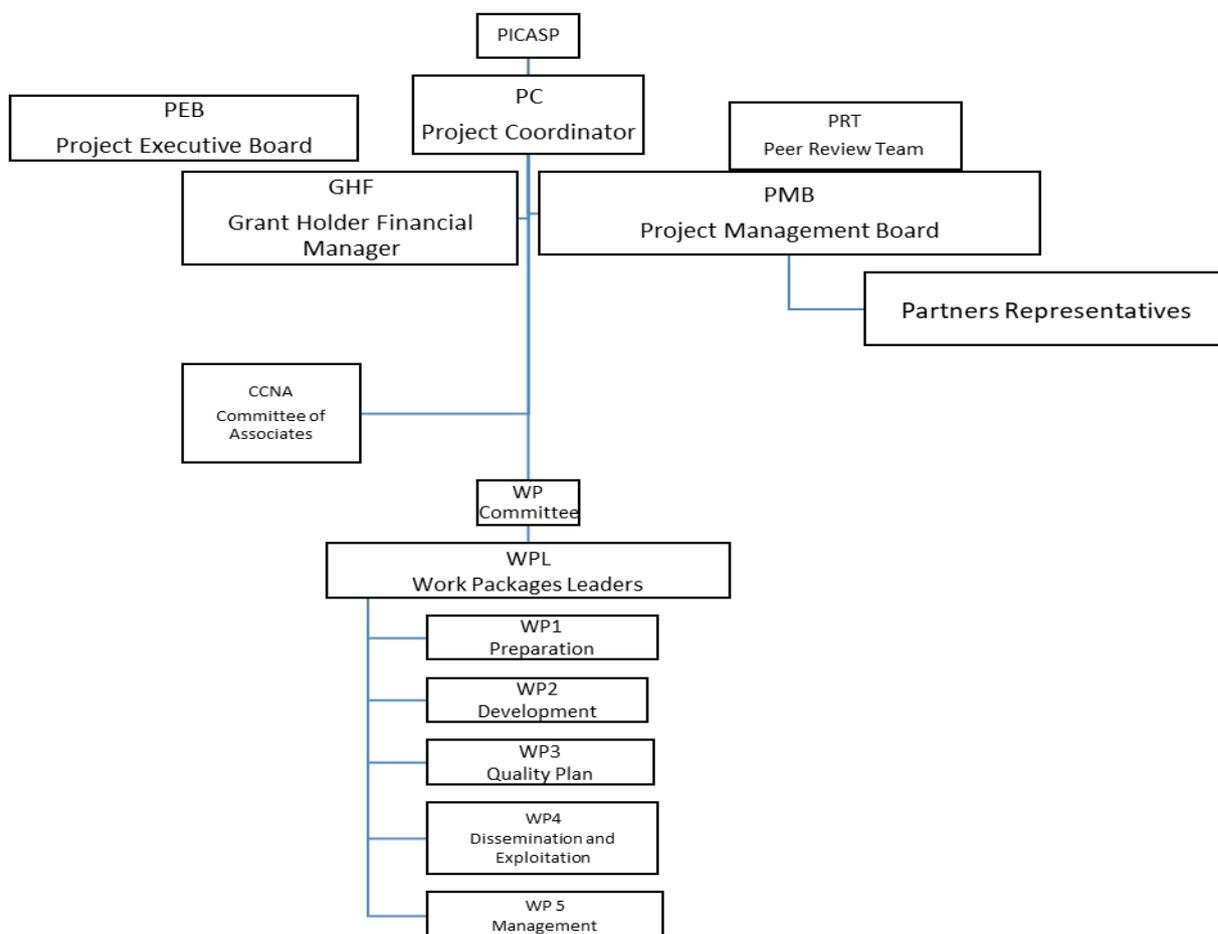 PICASP
PC
Project Coordinator
PEB
Project Executive Board
PRT
Peer Review Team
GHF
Grant Holder Financial
Manager
PMB
Project Management Board
Partners Representatives
CCNA
Committee of
Associates
WP
Committee
WPL
Work Packages Leaders
WP1
Preparation
WP2
Development
WP3
Quality Plan
WP4
Dissemination and
Exploitation
WP 5
Management